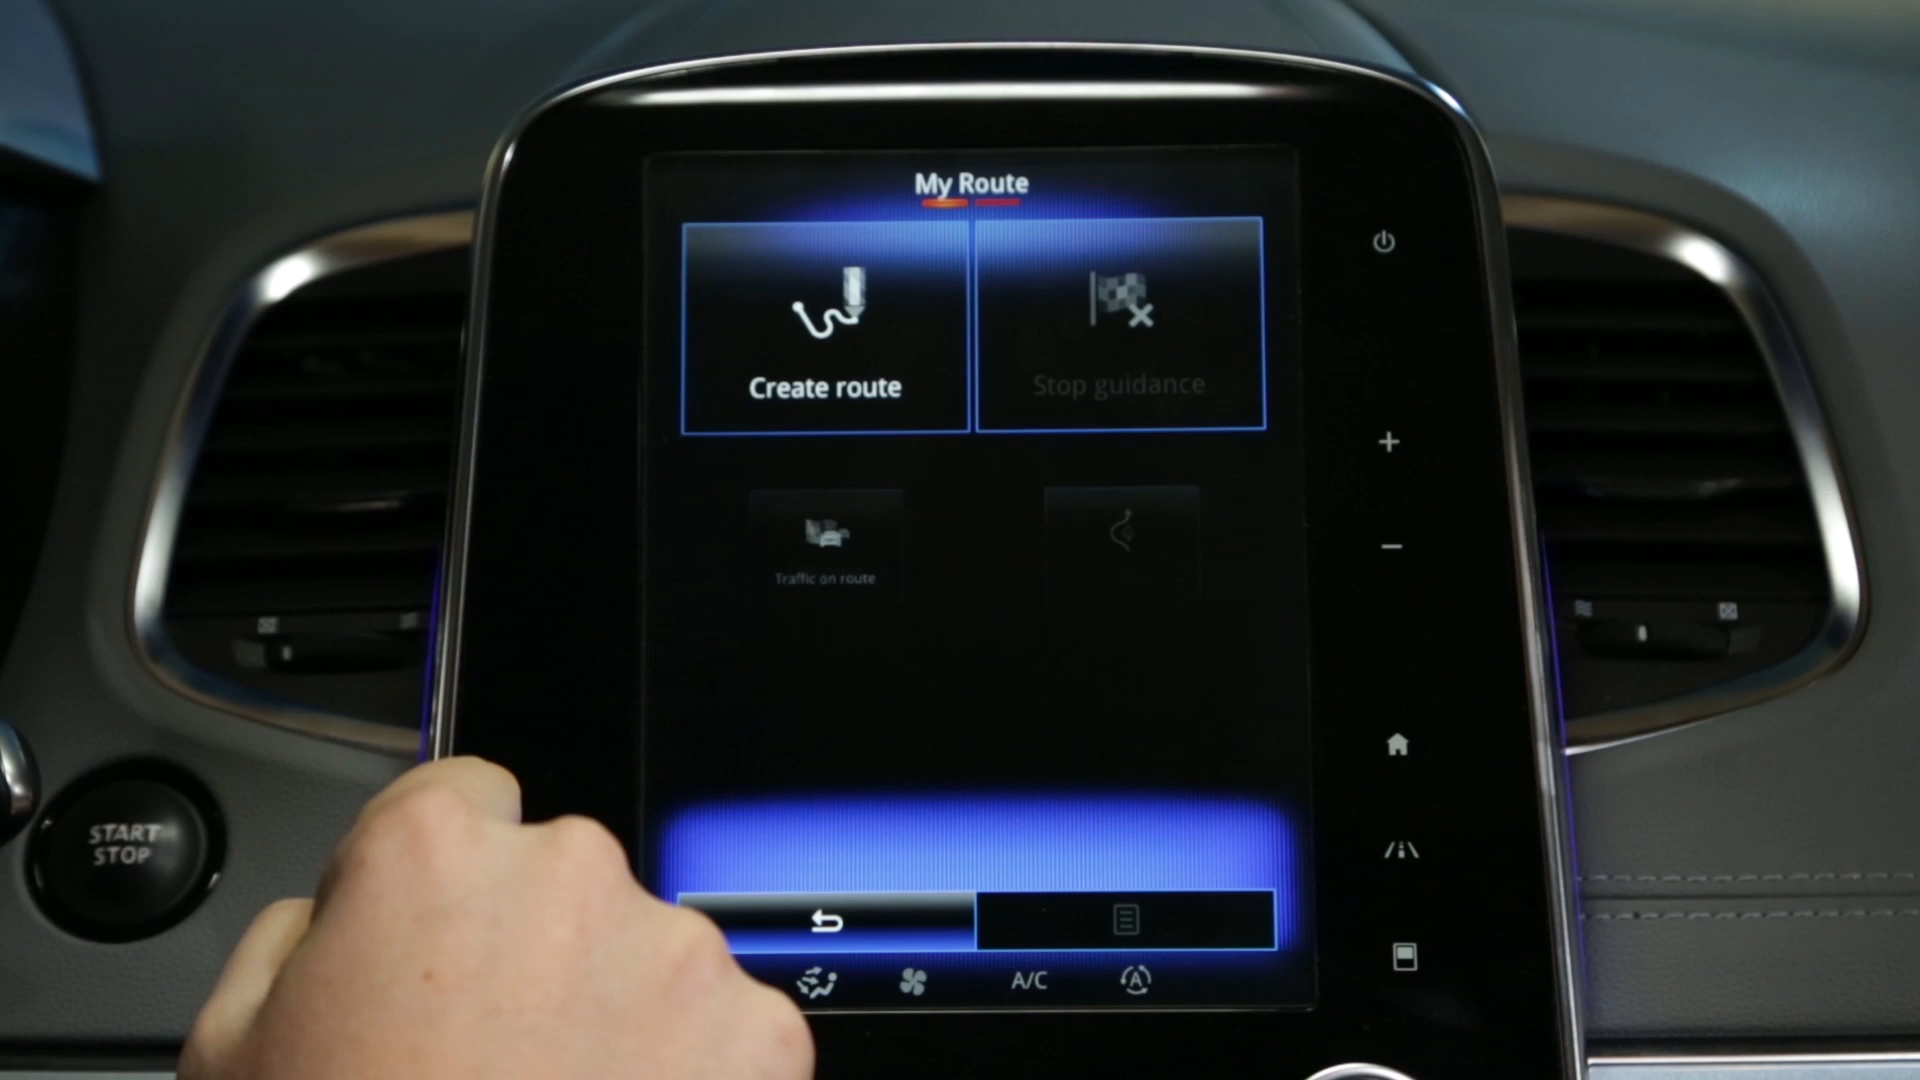 My Route
Create route
Stop guidance
Traffic on route
START
STOP
A/C
A